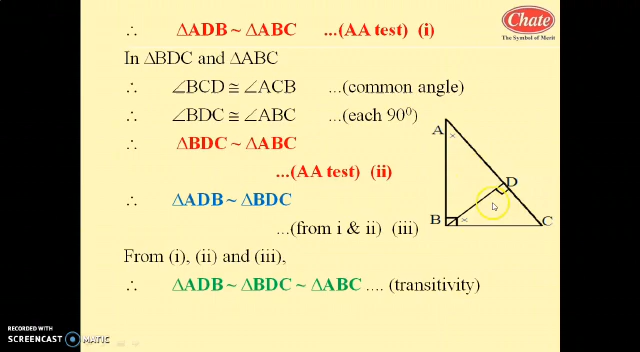 ∴ ΔADB ~ ΔABC ...(AA test) (i)
Chate
The Symbol of Merit
In ΔBDC and ΔABC
∴ ∠BCD ≅ ∠ACB ...(common angle)
∴ ∠BDC ≅ ∠ABC ...(each 90⁰)
∴ ΔBDC ~ ΔABC
...(AA test) (ii)
∴ ΔADB ~ ΔBDC
...(from i & ii) (iii)
From (i), (ii) and (iii),
∴ ΔADB ~ ΔBDC ~ ΔABC .... (transitivity)
A
×
D
B
×
C
RECORDED WITH
SCREENCAST MATIC